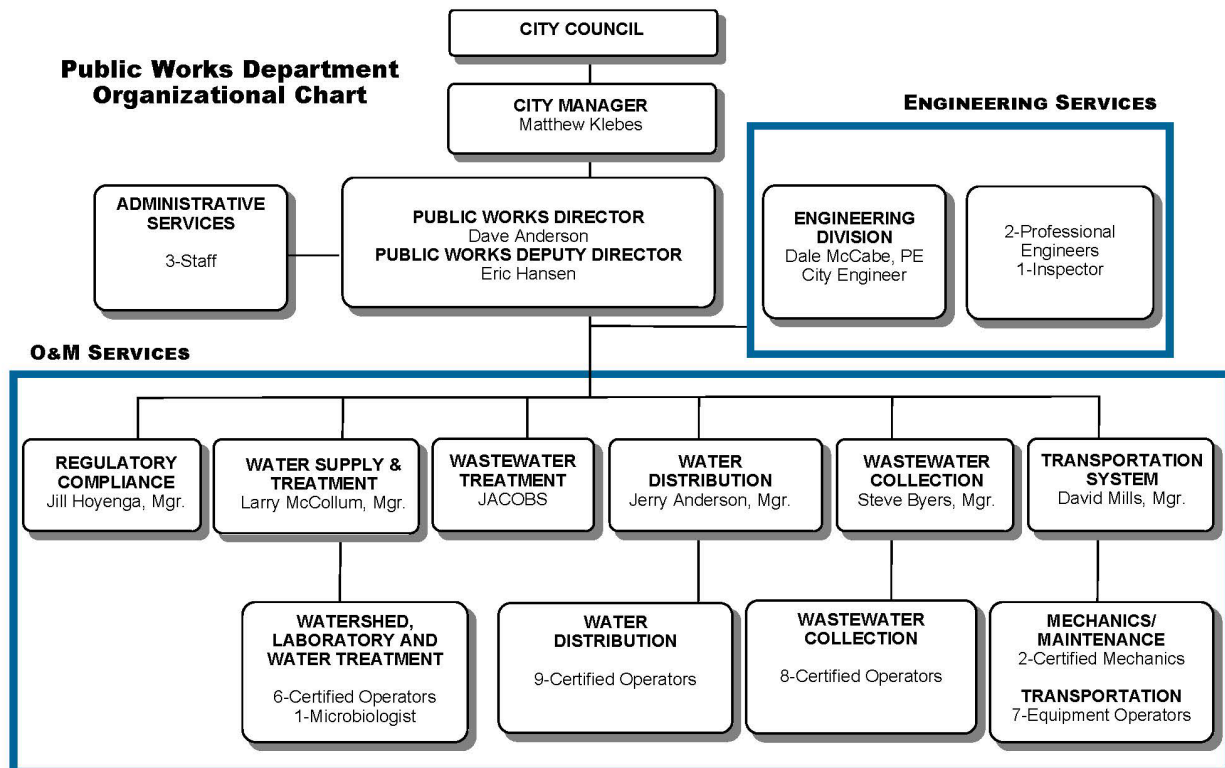 CITY COUNCIL
Public Works Department
Organizational Chart
CITY MANAGER
Matthew Klebes
ENGINEERING SERVICES
ADMINISTRATIVE
SERVICES
3-Staff
PUBLIC WORKS DIRECTOR
Dave Anderson
PUBLIC WORKS DEPUTY DIRECTOR
Eric Hansen
ENGINEERING
DIVISION
Dale McCabe, PE
City Engineer
2-Professional
Engineers
1-Inspector
O&M SERVICES
REGULATORY
COMPLIANCE
Jill Hoyenga, Mgr.
WATER SUPPLY &
TREATMENT
Larry McCollum, Mgr.
WASTEWATER
TREATMENT
JACOBS
WATER
DISTRIBUTION
Jerry Anderson, Mgr.
WASTEWATER
COLLECTION
Steve Byers, Mgr.
TRANSPORTATION
SYSTEM
David Mills, Mgr.
WATERSHED,
LABORATORY AND
WATER TREATMENT
6-Certified Operators
1-Microbiologist
WATER
DISTRIBUTION
9-Certified Operators
WASTEWATER
COLLECTION
8-Certified Operators
MECHANICS/
MAINTENANCE
2-Certified Mechanics
TRANSPORTATION
7-Equipment Operators